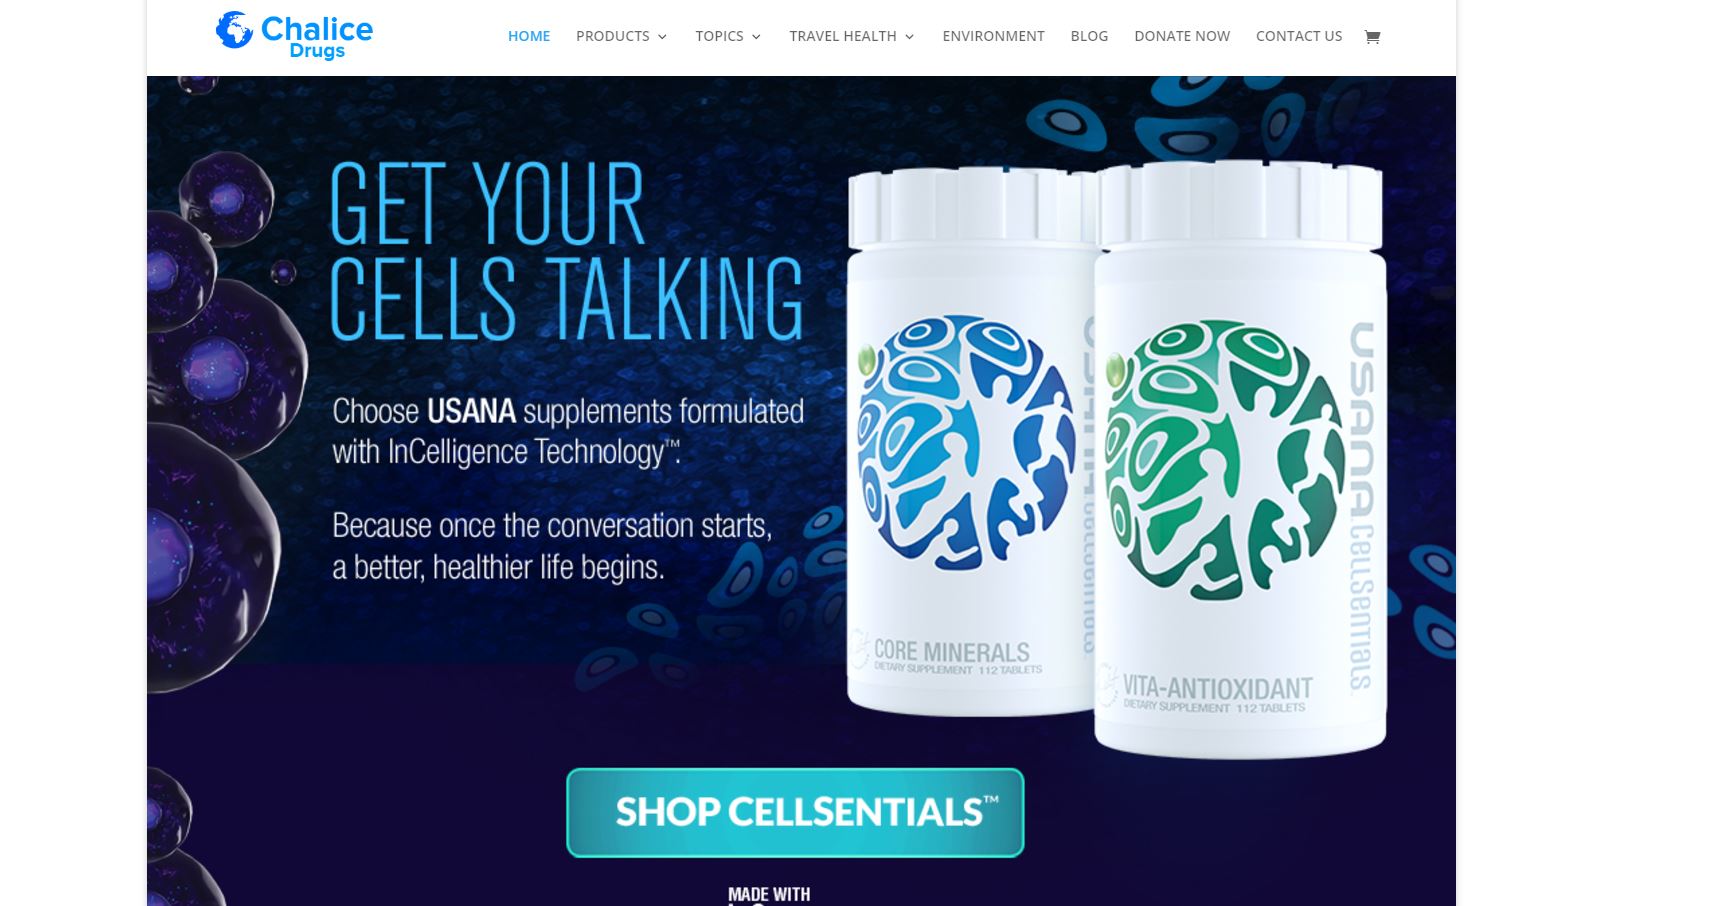 Chalice
Drugs
HOME PRODUCTS TOPICS TRAVEL HEALTH ENVIRONMENT BLOG DONATE NOW CONTACT US
GET YOUR
CELLS TALKING
Choose USANA supplements formulated
with InCelligence Technology™.
Because once the conversation starts,
a better, healthier life begins.
CORE MINERALS
DIETARY SUPPLEMENT 112 TABLETS
USANA CellSentials
VITA-ANTIOXIDANT
DIETARY SUPPLEMENT 112 TABLETS
SHOP CELLSENTIALS™
MADE WITH